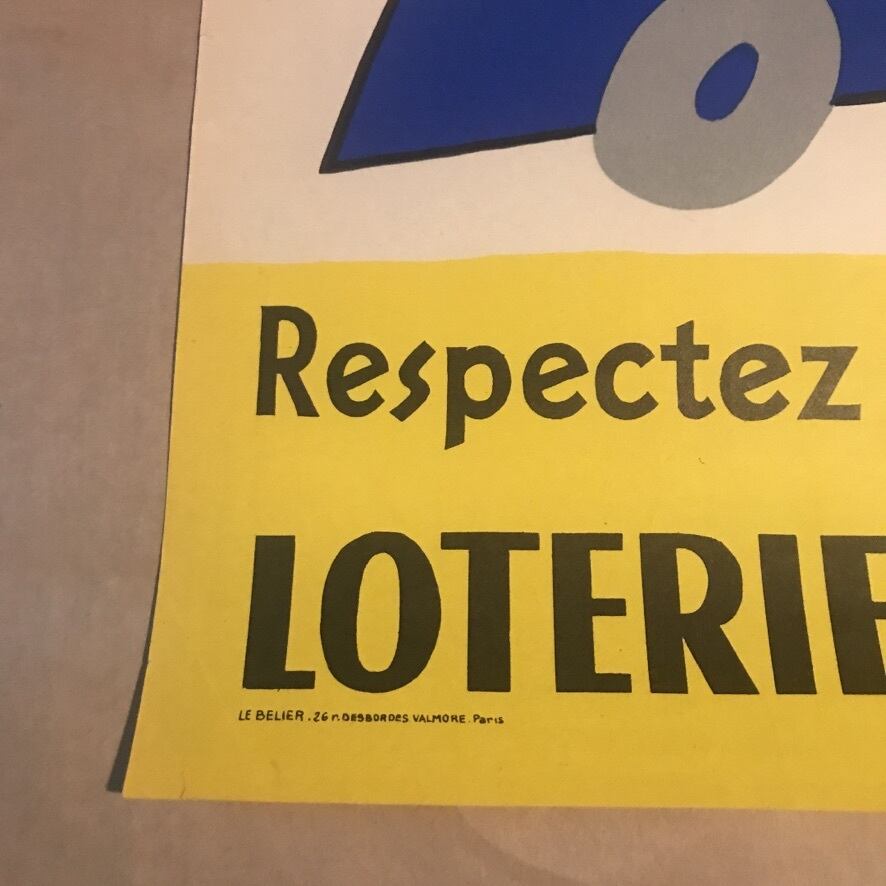 Respectez
LOTERIE
LE BELIER . 26 r. DESBORDES VALMORE . Paris